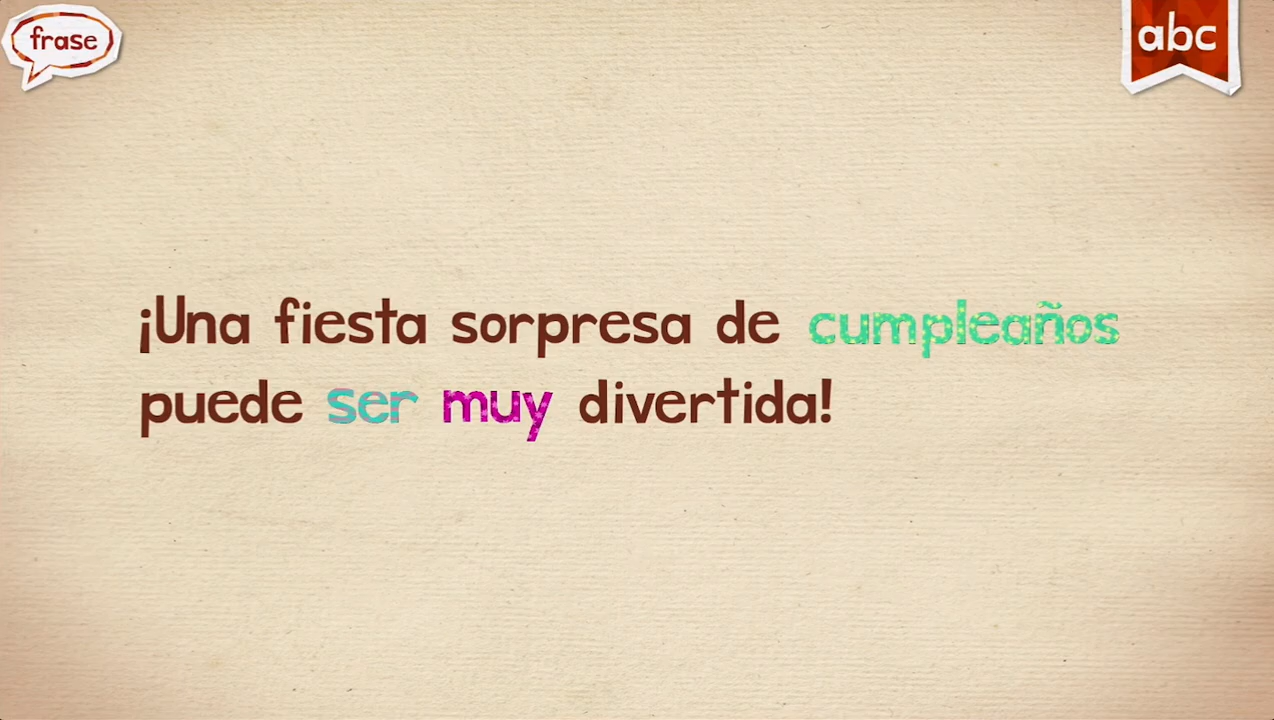 frase
abc
¡Una fiesta sorpresa de cumpleaños
puede ser muy divertida!